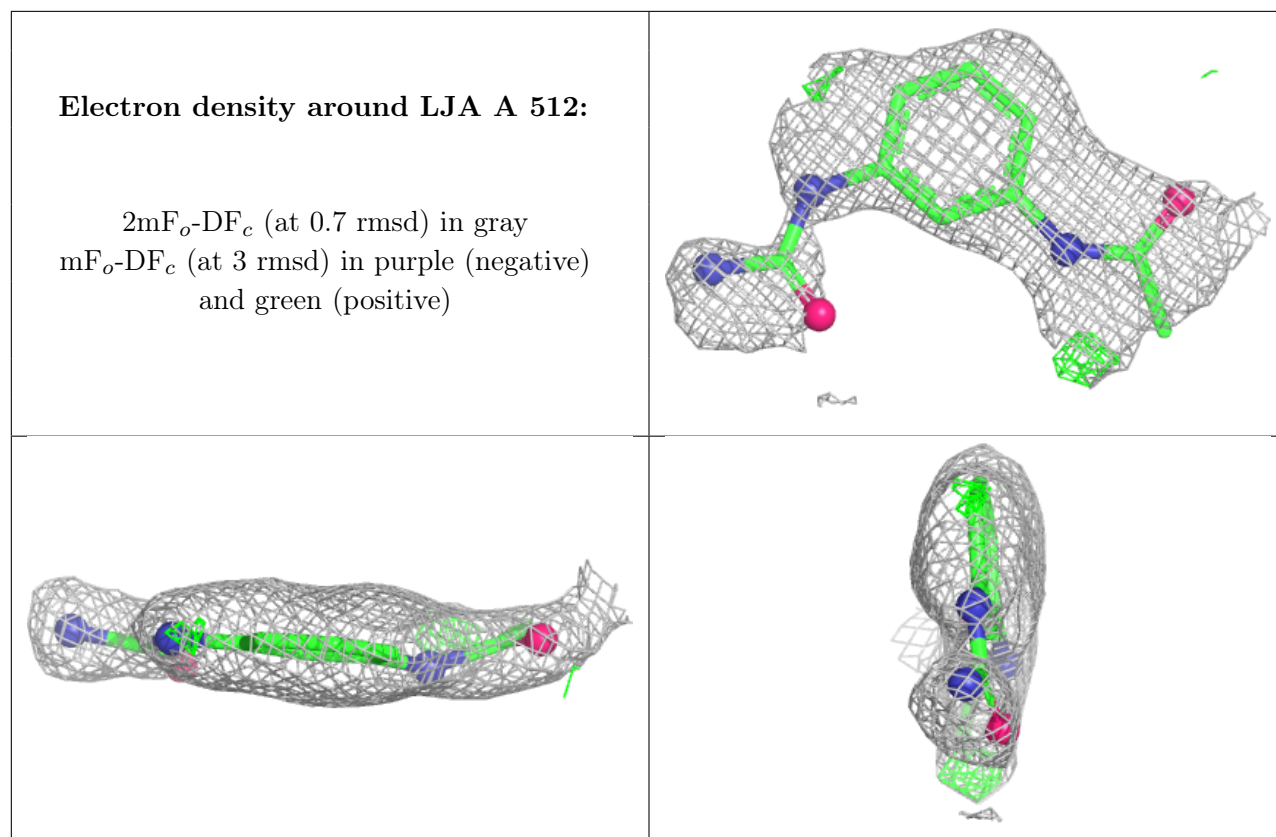 Electron density around LJA A 512:
2mFₒ-DF𝒸 (at 0.7 rmsd) in gray
mFₒ-DF𝒸 (at 3 rmsd) in purple (negative)
and green (positive)